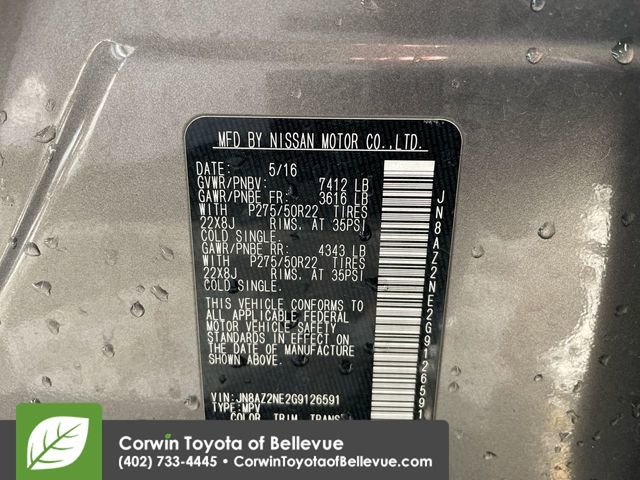 MFD BY NISSAN MOTOR CO.,LTD.
DATE: 5/16
GVWR/PNBV: 7412 LB
GAWR/PNBE FR: 3616 LB
WITH P275/50R22 TIRES
22X8J RIMS. AT 35PSI
COLD SINGLE.
GAWR/PNBE RR: 4343 LB
WITH P275/50R22 TIRES
22X8J RIMS. AT 35PSI
COLD SINGLE.
THIS VEHICLE CONFORMS TO
ALL APPLICABLE FEDERAL
MOTOR VEHICLE SAFETY
STANDARDS IN EFFECT ON
THE DATE OF MANUFACTURE
SHOWN ABOVE.
VIN: JN8AZ2NE2G9126591
TYPE: MPV
COLOR TRIM TRANS
JN8AZ2NE2G9126591
Corwin Toyota of Bellevue
(402) 733-4445 - CorwinToyotaofBellevue.com